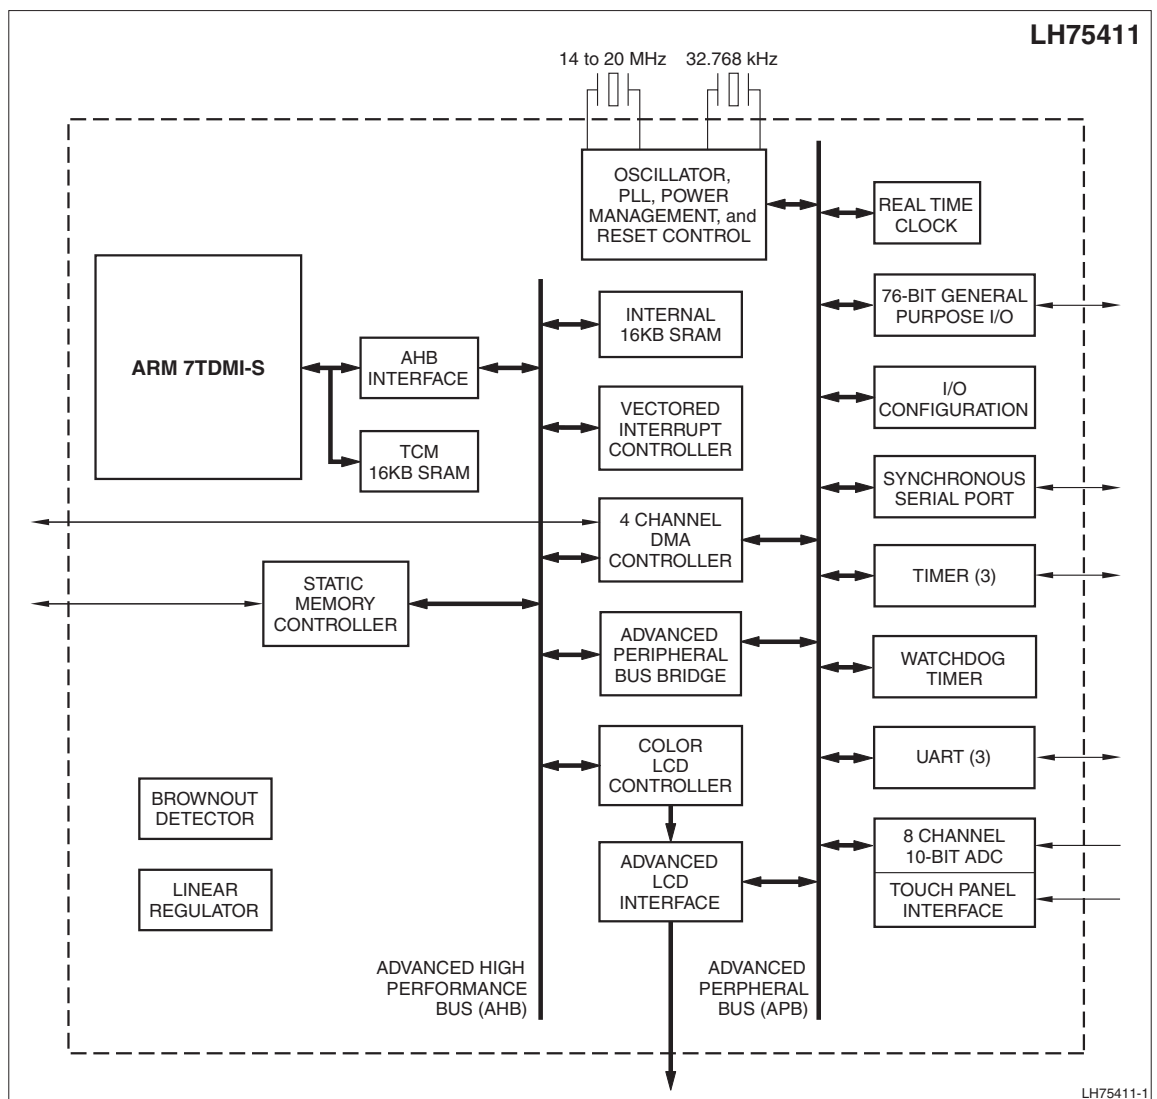 LH75411
14 to 20 MHz
32.768 kHz
OSCILLATOR,
PLL, POWER
MANAGEMENT, and
RESET CONTROL
REAL TIME
CLOCK
ARM 7TDMI-S
AHB
INTERFACE
TCM
16KB SRAM
INTERNAL
16KB SRAM
VECTORED
INTERRUPT
CONTROLLER
4 CHANNEL
DMA
CONTROLLER
STATIC
MEMORY
CONTROLLER
ADVANCED
PERIPHERAL
BUS BRIDGE
COLOR
LCD
CONTROLLER
ADVANCED
LCD
INTERFACE
76-BIT GENERAL
PURPOSE I/O
I/O
CONFIGURATION
SYNCHRONOUS
SERIAL PORT
TIMER (3)
WATCHDOG
TIMER
UART (3)
8 CHANNEL
10-BIT ADC
TOUCH PANEL
INTERFACE
BROWNOUT
DETECTOR
LINEAR
REGULATOR
ADVANCED HIGH
PERFORMANCE
BUS (AHB)
ADVANCED
PERPHERAL
BUS (APB)
LH75411-1